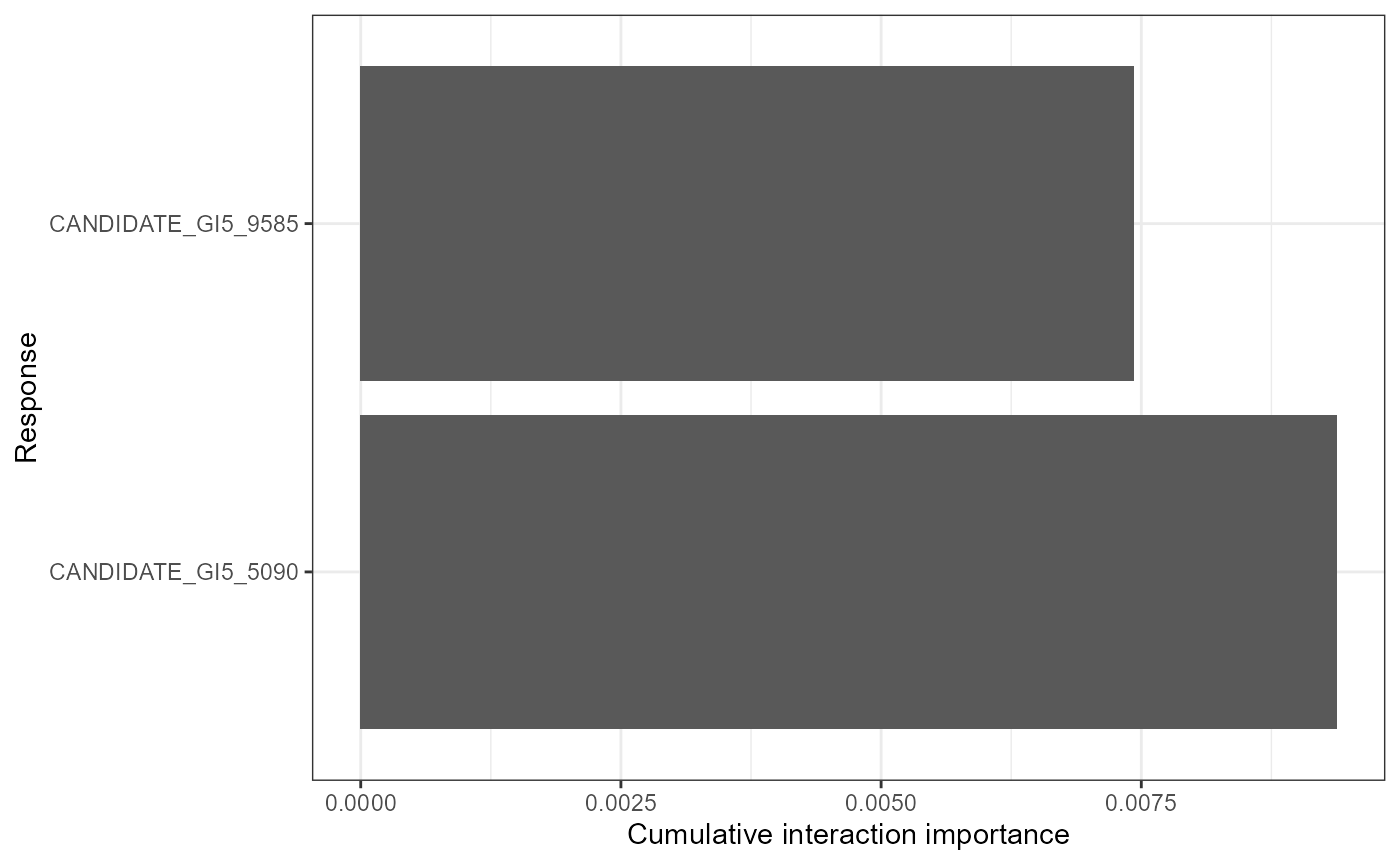 CANDIDATE_GI5_9585
CANDIDATE_GI5_5090
Response
0.0000 0.0025 0.0050 0.0075
Cumulative interaction importance